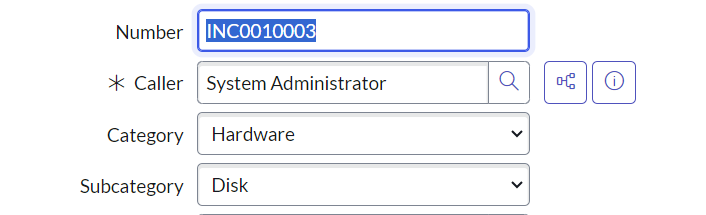 Number INC0010003
* Caller System Administrator
Category Hardware
Subcategory Disk